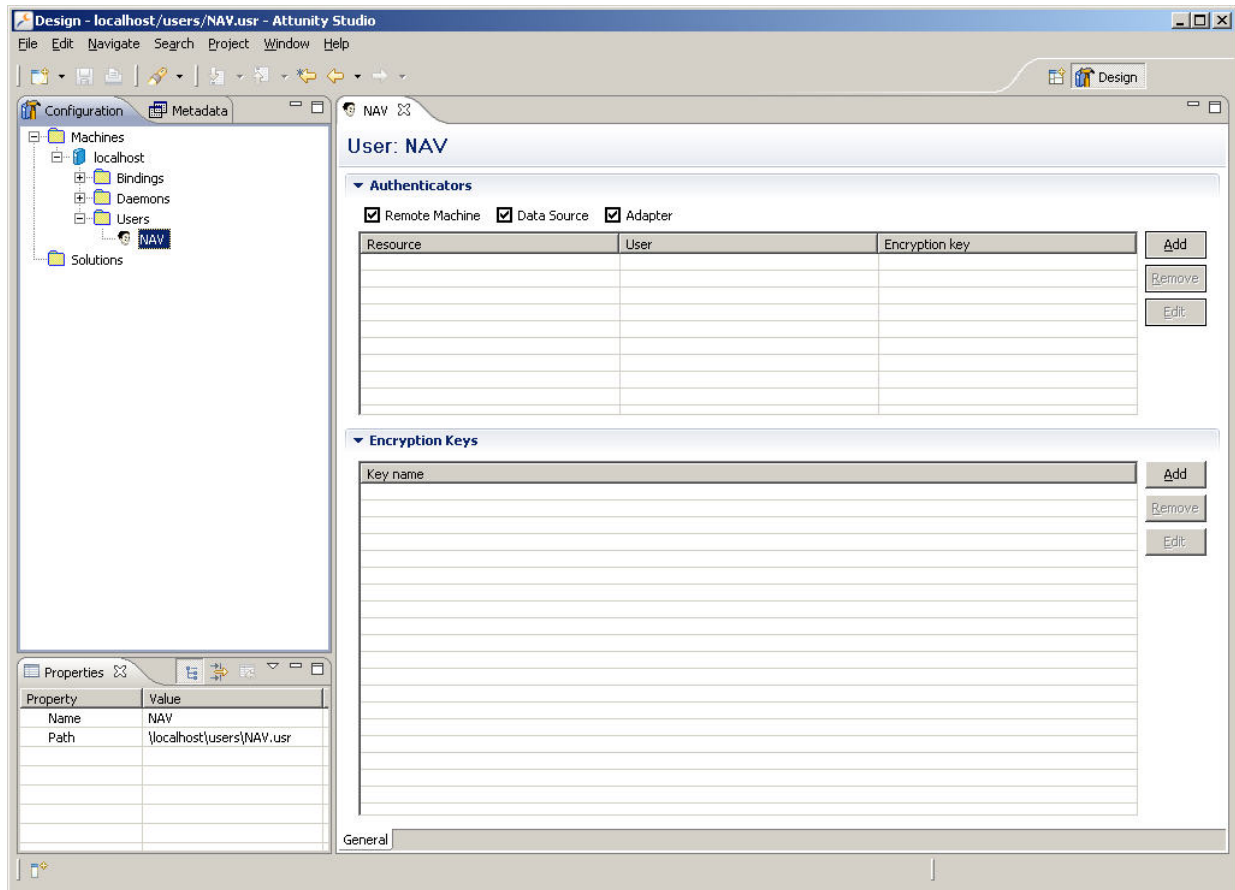 Design - localhost/users/NAV.usr - Attunity Studio
File Edit Navigate Search Project Window Help
Design
Configuration Metadata
Machines
localhost
Bindings
Daemons
Users
NAV
Solutions
NAV
User: NAV
Authenticators
Remote Machine Data Source Adapter
Resource User Encryption key
Add
Remove
Edit
Encryption Keys
Key name
Add
Remove
Edit
General
Properties
Property Value
Name NAV
Path \localhost\users\NAV.usr